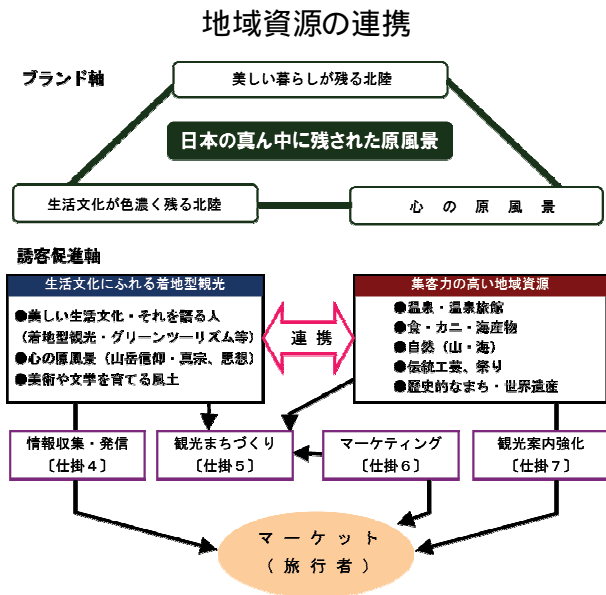 地域資源の連携
ブランド軸
美しい暮らしが残る北陸
日本の真ん中に残された原風景
生活文化が色濃く残る北陸
心の原風景
誘客促進軸
生活文化にふれる着地型観光
●美しい生活文化・それを語る人
(着地型観光・グリーンツーリズム等)
●心の原風景(山岳信仰・真宗、思想)
●美術や文学を育てる風土
連携
集客力の高い地域資源
●温泉・温泉旅館
●食・カニ・海産物
●自然(山・海)
●伝統工芸、祭り
●歴史的なまち・世界遺産
情報収集・発信
〔仕掛4〕
観光まちづくり
〔仕掛5〕
マーケティング
〔仕掛6〕
観光案内強化
〔仕掛7〕
マーケット
(旅行者)